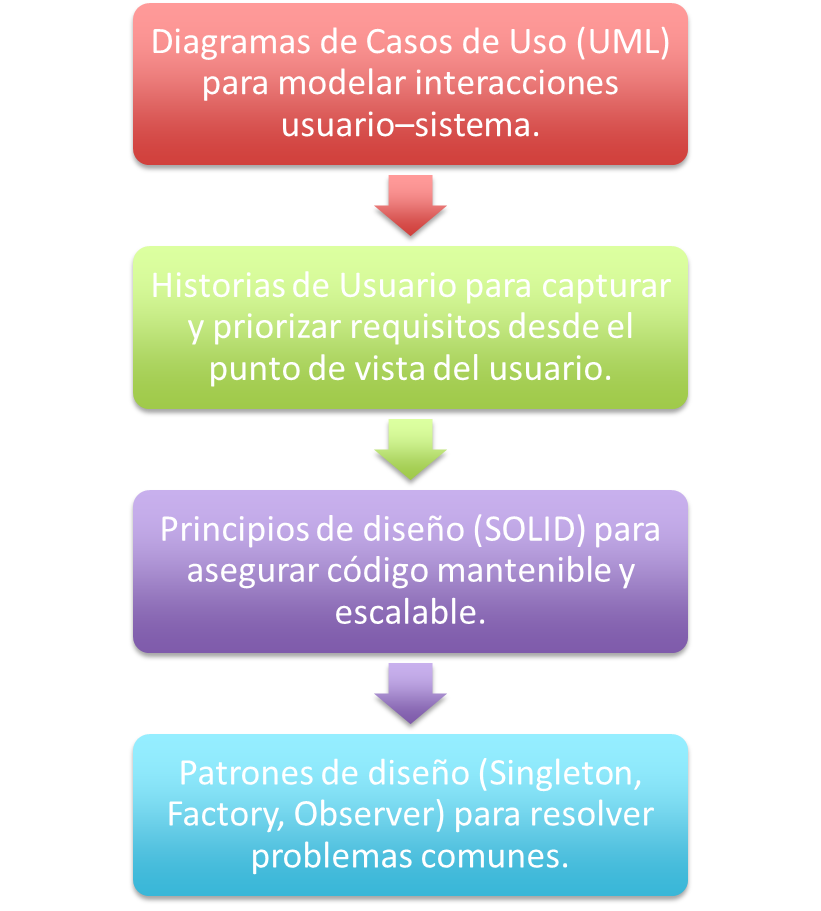 Diagramas de Casos de Uso (UML)
para modelar interacciones
usuario–sistema.
Historias de Usuario para capturar
y priorizar requisitos desde el
punto de vista del usuario.
Principios de diseño (SOLID) para
asegurar código mantenible y
escalable.
Patrones de diseño (Singleton,
Factory, Observer) para resolver
problemas comunes.